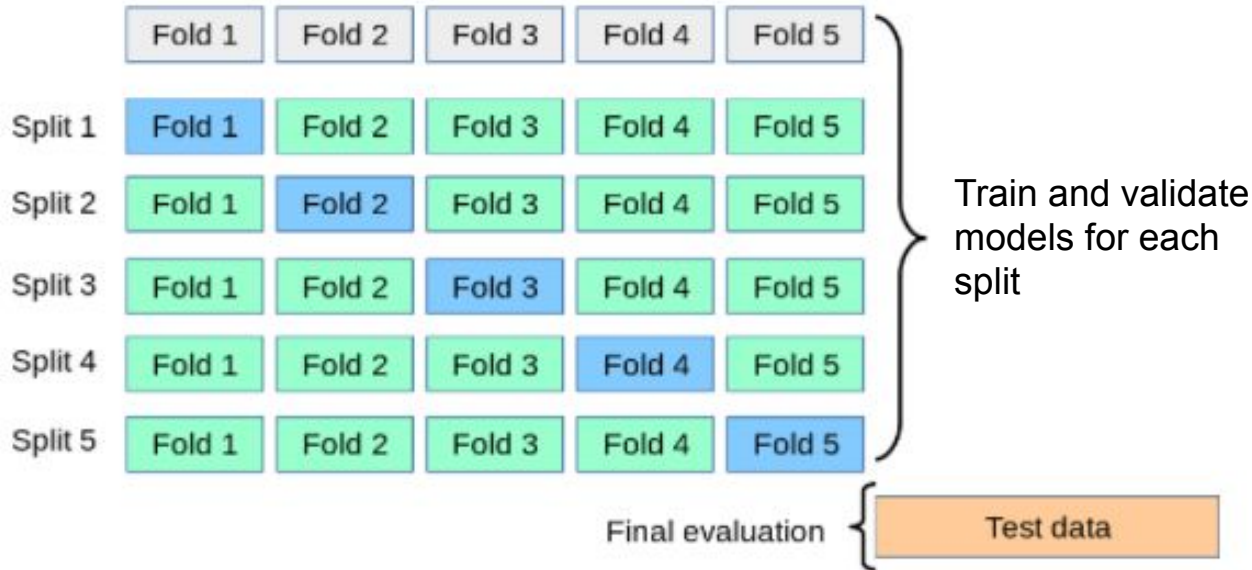 Fold 1 Fold 2 Fold 3 Fold 4 Fold 5
Split 1 Fold 1 Fold 2 Fold 3 Fold 4 Fold 5
Split 2 Fold 1 Fold 2 Fold 3 Fold 4 Fold 5
Split 3 Fold 1 Fold 2 Fold 3 Fold 4 Fold 5
Split 4 Fold 1 Fold 2 Fold 3 Fold 4 Fold 5
Split 5 Fold 1 Fold 2 Fold 3 Fold 4 Fold 5
Train and validate
models for each
split
Final evaluation Test data